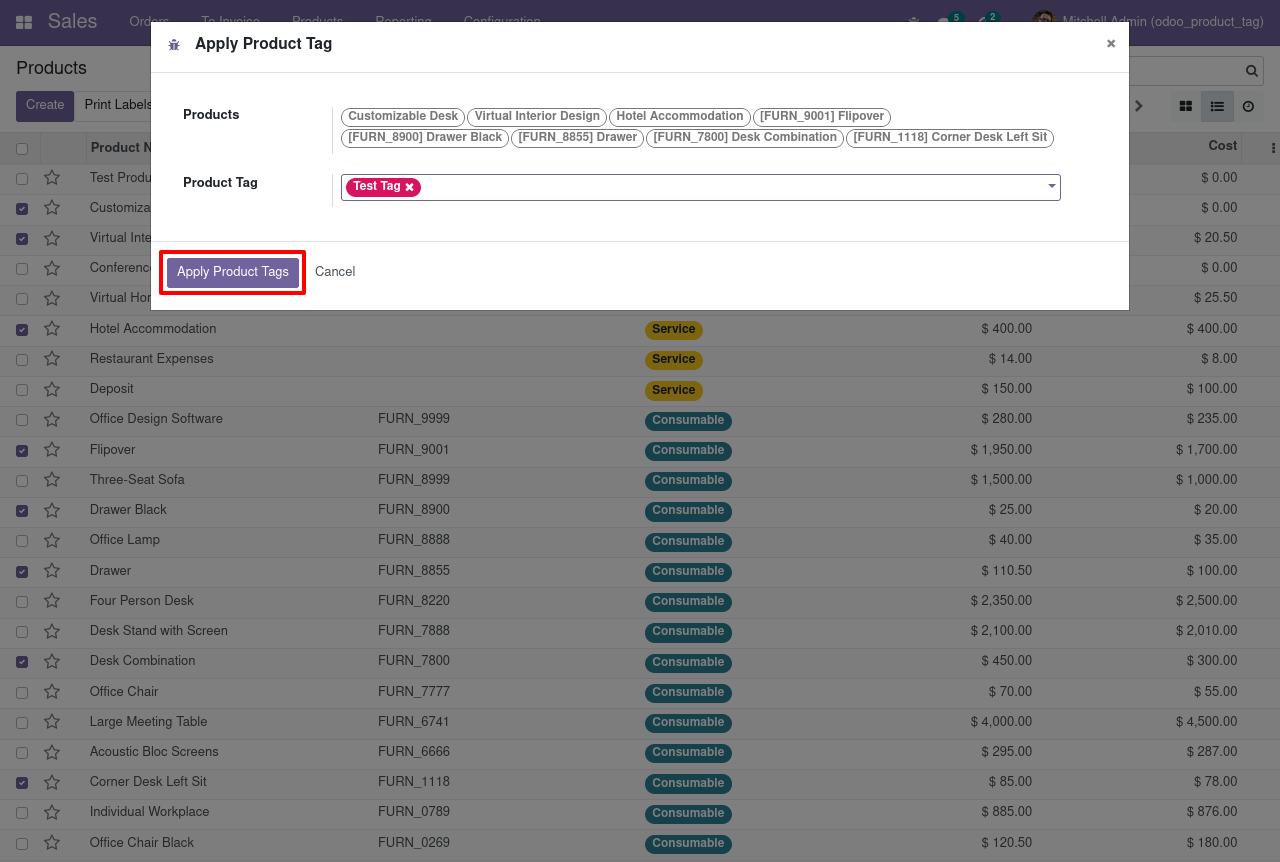 Sales Orders To Invoice Products Reporting Configuration 5 2 Mitchell Admin (odoo_product_tag)
Apply Product Tag ×
Products
Create Print Labels
Products Customizable Desk Virtual Interior Design Hotel Accommodation [FURN_9001] Flipover
[FURN_8900] Drawer Black [FURN_8855] Drawer [FURN_7800] Desk Combination [FURN_1118] Corner Desk Left Sit
Product Tag Test Tag ×
Apply Product Tags Cancel
Product N Cost
Test Produ $ 0.00
Customiza $ 0.00
Virtual Inte $ 20.50
Conference $ 0.00
Virtual Hor $ 25.50
Hotel Accommodation Service $ 400.00 $ 400.00
Restaurant Expenses Service $ 14.00 $ 8.00
Deposit Service $ 150.00 $ 100.00
Office Design Software FURN_9999 Consumable $ 280.00 $ 235.00
Flipover FURN_9001 Consumable $ 1,950.00 $ 1,700.00
Three-Seat Sofa FURN_8999 Consumable $ 1,500.00 $ 1,000.00
Drawer Black FURN_8900 Consumable $ 25.00 $ 20.00
Office Lamp FURN_8888 Consumable $ 40.00 $ 35.00
Drawer FURN_8855 Consumable $ 110.50 $ 100.00
Four Person Desk FURN_8220 Consumable $ 2,350.00 $ 2,500.00
Desk Stand with Screen FURN_7888 Consumable $ 2,100.00 $ 2,010.00
Desk Combination FURN_7800 Consumable $ 450.00 $ 300.00
Office Chair FURN_7777 Consumable $ 70.00 $ 55.00
Large Meeting Table FURN_6741 Consumable $ 4,000.00 $ 4,500.00
Acoustic Bloc Screens FURN_6666 Consumable $ 295.00 $ 287.00
Corner Desk Left Sit FURN_1118 Consumable $ 85.00 $ 78.00
Individual Workplace FURN_0789 Consumable $ 885.00 $ 876.00
Office Chair Black FURN_0269 Consumable $ 120.50 $ 180.00